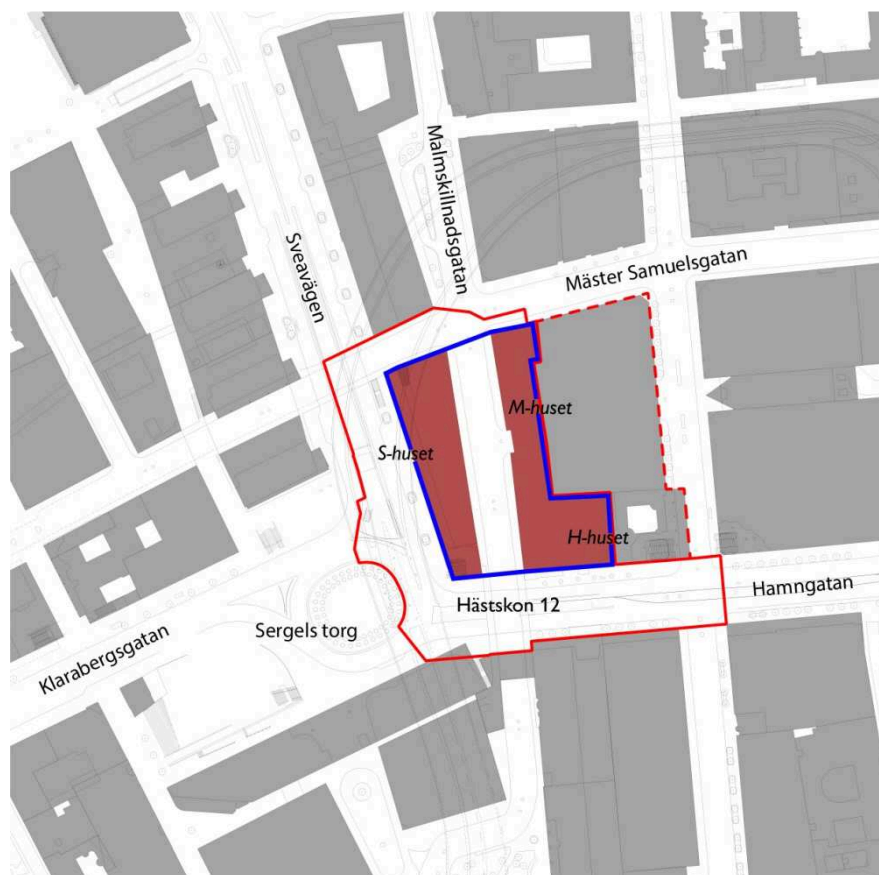 Malmskillnadsgatan
Sveavägen
Mäster Samuelsgatan
M-huset
S-huset
H-huset
Hästskon 12
Hamngatan
Sergels torg
Klarabergsgatan